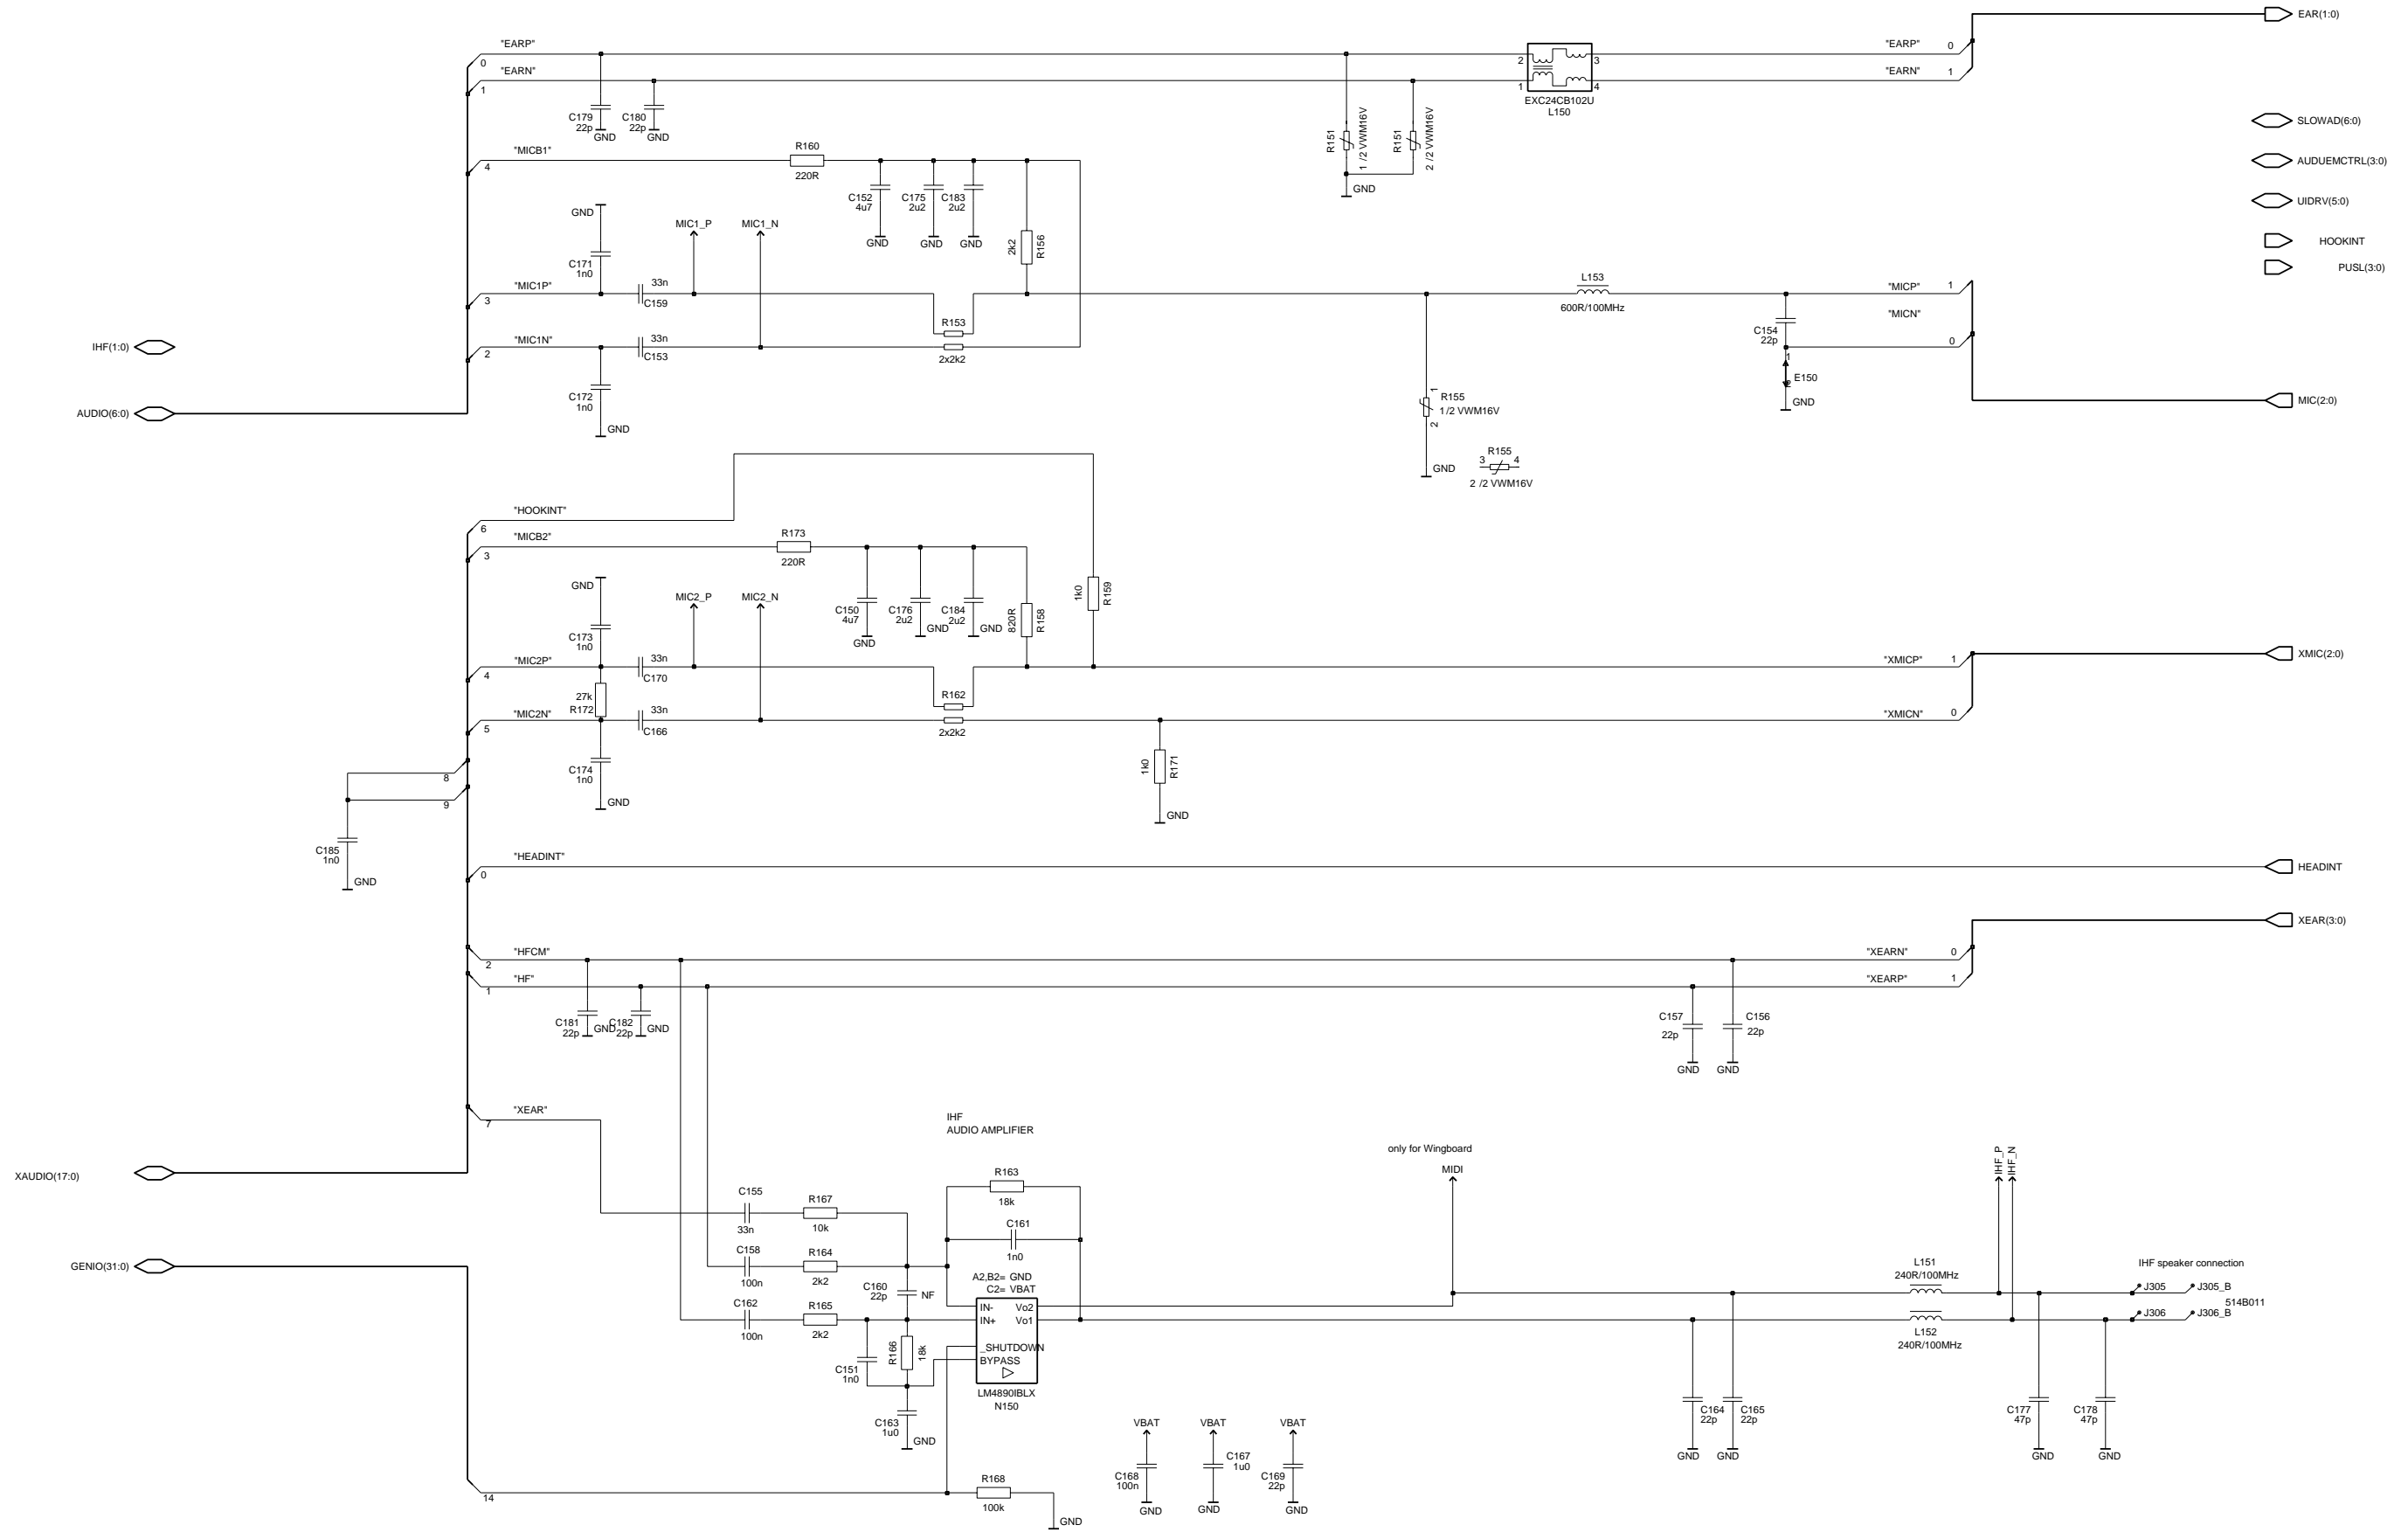 EAR(1:0)
"EARP"
0
"EARN"
1
C179
22p
GND
C180
22p
GND
2
3
1
4
EXC24CB102U
L150
"EARP"
0
"EARN"
1
R151
1 /2 VWM16V
R151
2 /2 VWM16V
GND
SLOWAD(6:0)
AUDUEMCTRL(3:0)
UIDRV(5:0)
HOOKINT
PUSL(3:0)
"MICB1"
4
R160
220R
C152
4u7
GND
C175
2u2
GND
C183
2u2
GND
2k2
R156
GND
C171
1n0
MIC1_P
MIC1_N
"MIC1P"
3
33n
C159
R153
2x2k2
"MIC1N"
2
33n
C153
C172
1n0
GND
IHF(1:0)
AUDIO(6:0)
L153
600R/100MHz
"MICP"
1
"MICN"
0
C154
22p
1
E150
GND
MIC(2:0)
1
R155
1/2 VWM16V
2
GND
R155
3
4
2 /2 VWM16V
"HOOKINT"
6
"MICB2"
3
R173
220R
C150
4u7
GND
C176
2u2
GND
C184
2u2
GND
820R
R158
1k0
R159
GND
C173
1n0
MIC2_P
MIC2_N
"MIC2P"
4
33n
C170
R162
2x2k2
27k
R172
"MIC2N"
5
33n
C166
C174
1n0
GND
"XMICP"
1
"XMICN"
0
XMIC(2:0)
1k0
R171
GND
8
9
C185
1n0
GND
"HEADINT"
0
HEADINT
XEAR(3:0)
"HFCM"
2
"HF"
1
C181
22p
GND
C182
22p
GND
"XEARN"
0
"XEARP"
1
C157
22p
GND
C156
22p
GND
"XEAR"
7
XAUDIO(17:0)
IHF
AUDIO AMPLIFIER
only for Wingboard
MIDI
IHF_P
IHF_N
R163
18k
C155
33n
R167
10k
C161
1n0
C158
100n
R164
2k2
C160
22p
NF
A2,B2= GND
C2= VBAT
C162
100n
R165
2k2
IN-
Vo2
IN+
Vo1
_SHUTDOWN
BYPASS
LM4890IBLX
N150
C151
1n0
R166
18k
C163
1u0
GND
GENIO(31:0)
14
R168
100k
GND
VBAT
C168
100n
GND
VBAT
C167
1u0
GND
VBAT
C169
22p
GND
L151
240R/100MHz
L152
240R/100MHz
IHF speaker connection
J305
J305_B
514B011
J306
J306_B
C164
22p
GND
C165
22p
GND
C177
47p
GND
C178
47p
GND